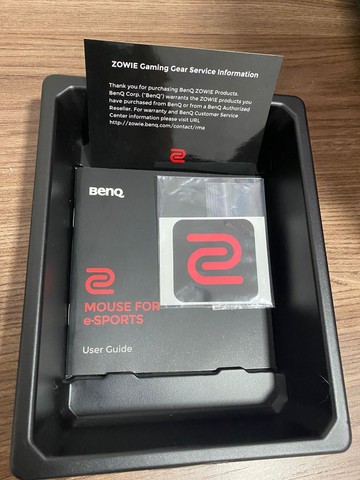 ZOWIE Gaming Gear Service Information
Thank you for purchasing BenQ ZOWIE Products.
BenQ Corp. ("BenQ") warrants the ZOWIE products you
have purchased from BenQ or from a BenQ Authorized
Reseller. For warranty and BenQ Customer Service
Center information please visit URL
http://zowie.benq.com/contact/rma
BenQ
MOUSE FOR
e-SPORTS
User Guide